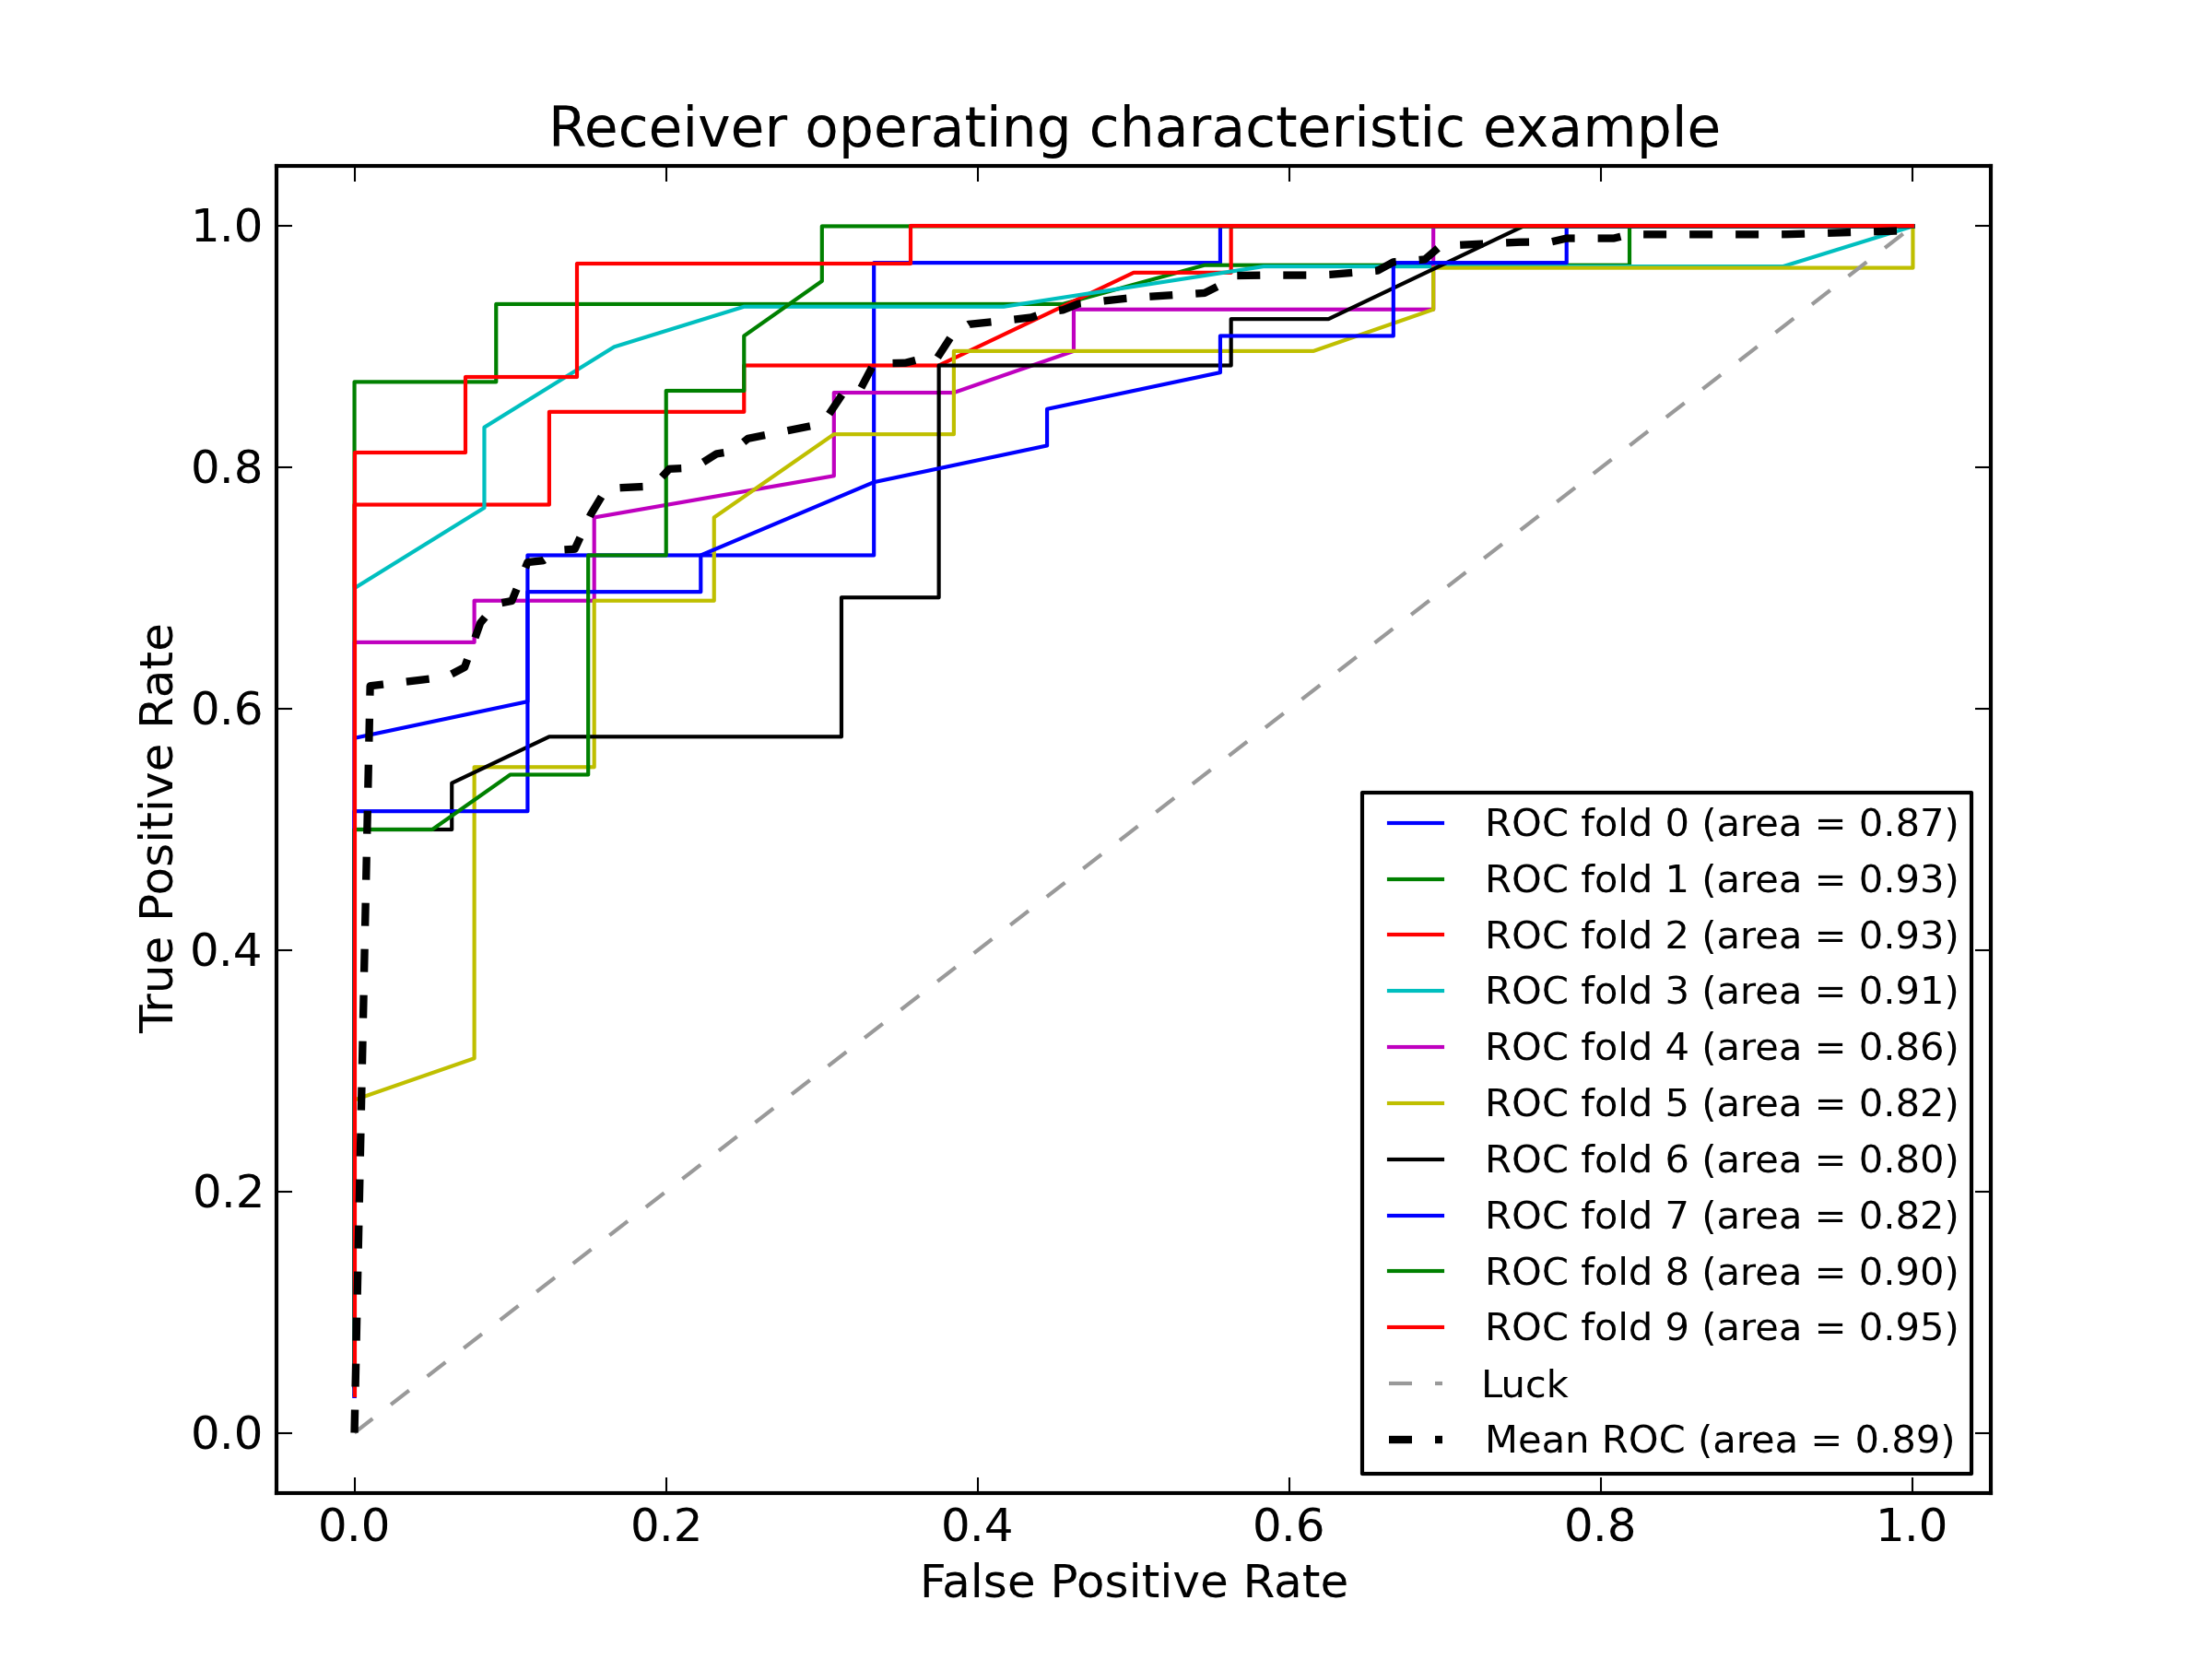 Receiver operating characteristic example
True Positive Rate
1.0
0.8
0.6
0.4
0.2
0.0
0.0 0.2 0.4 0.6 0.8 1.0
False Positive Rate
ROC fold 0 (area = 0.87)
ROC fold 1 (area = 0.93)
ROC fold 2 (area = 0.93)
ROC fold 3 (area = 0.91)
ROC fold 4 (area = 0.86)
ROC fold 5 (area = 0.82)
ROC fold 6 (area = 0.80)
ROC fold 7 (area = 0.82)
ROC fold 8 (area = 0.90)
ROC fold 9 (area = 0.95)
Luck
Mean ROC (area = 0.89)